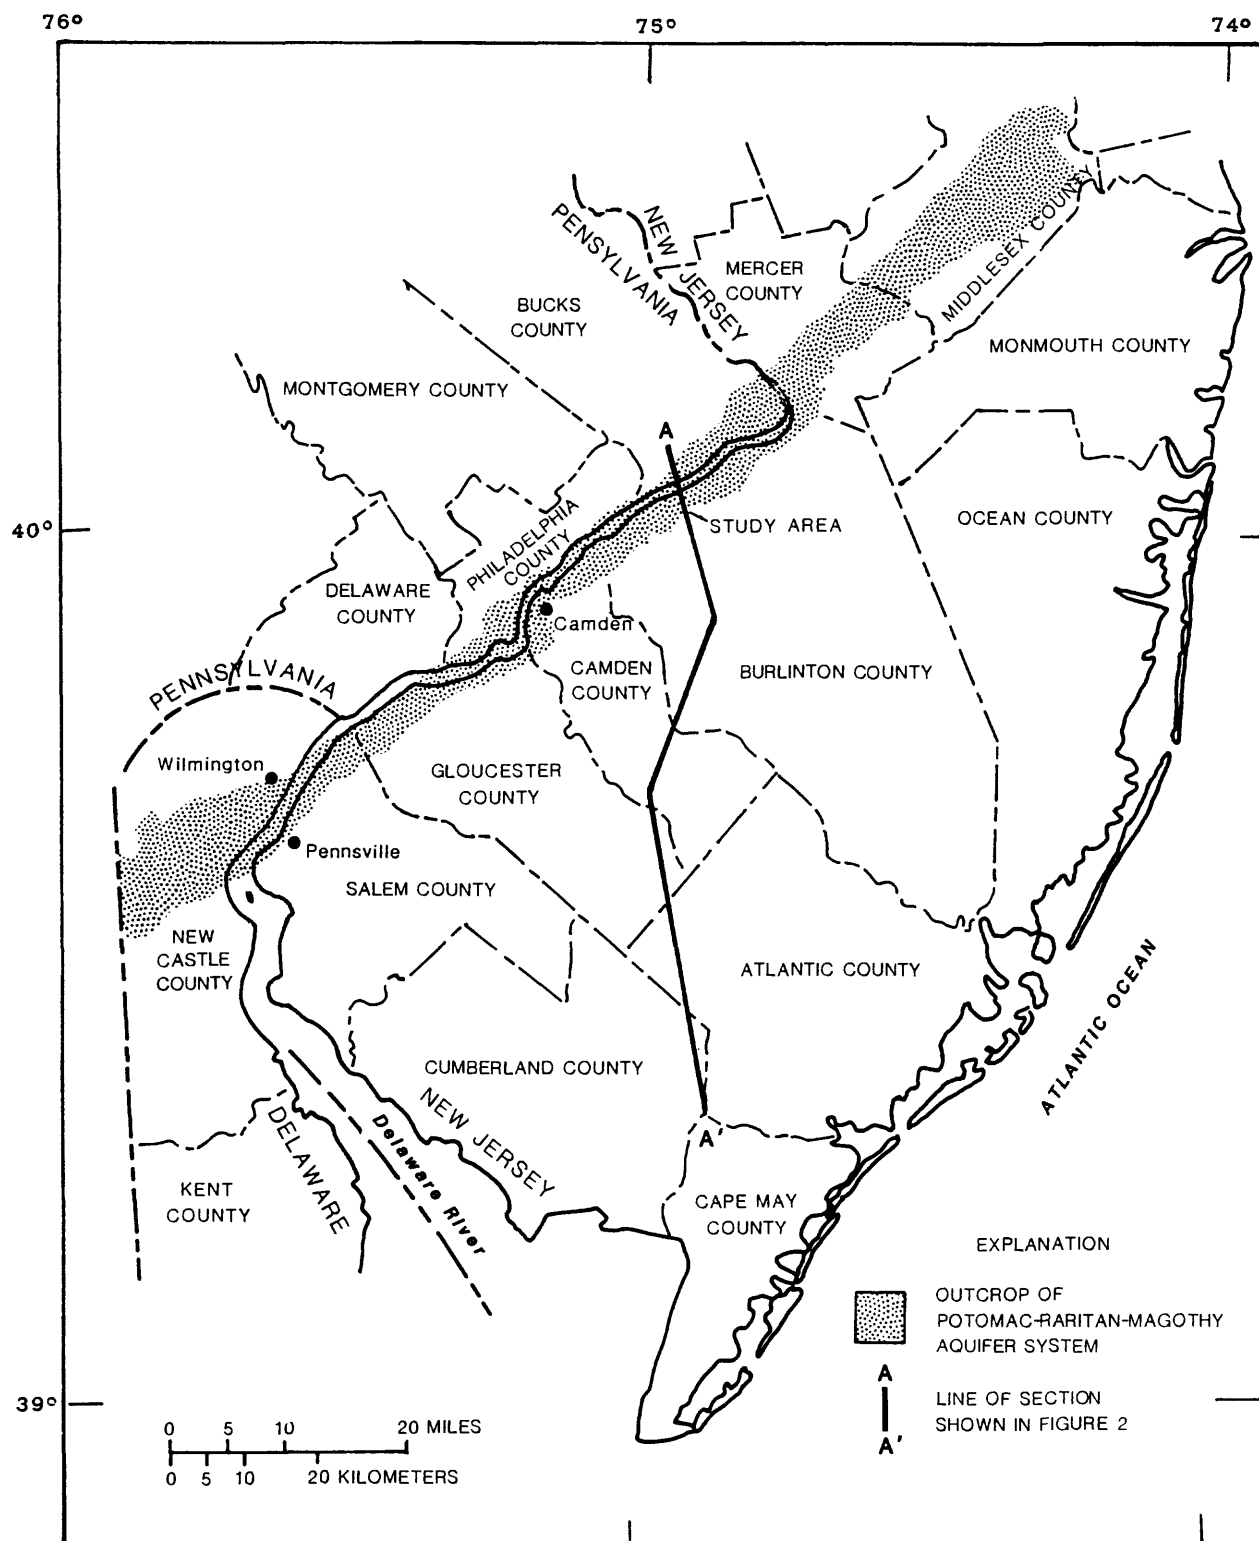 76°
75°
74°
NEW JERSEY
PENSYLVANIA
MERCER
COUNTY
MIDDLESEX COUNTY
BUCKS
COUNTY
MONMOUTH COUNTY
MONTGOMERY COUNTY
A
40°
STUDY AREA
OCEAN COUNTY
PHILADELPHIA
COUNTY
DELAWARE
COUNTY
Camden
CAMDEN
COUNTY
BURLINTON COUNTY
PENNSYLVANIA
Wilmington
GLOUCESTER
COUNTY
Pennsville
SALEM COUNTY
NEW
CASTLE
COUNTY
ATLANTIC COUNTY
ATLANTIC OCEAN
CUMBERLAND COUNTY
NEW JERSEY
DELAWARE
Delaware River
A'
KENT
COUNTY
CAPE MAY
COUNTY
EXPLANATION
OUTCROP OF
POTOMAC-RARITAN-MAGOTHY
AQUIFER SYSTEM
A
LINE OF SECTION
SHOWN IN FIGURE 2
A'
39°
0 5 10 20 MILES
0 5 10 20 KILOMETERS